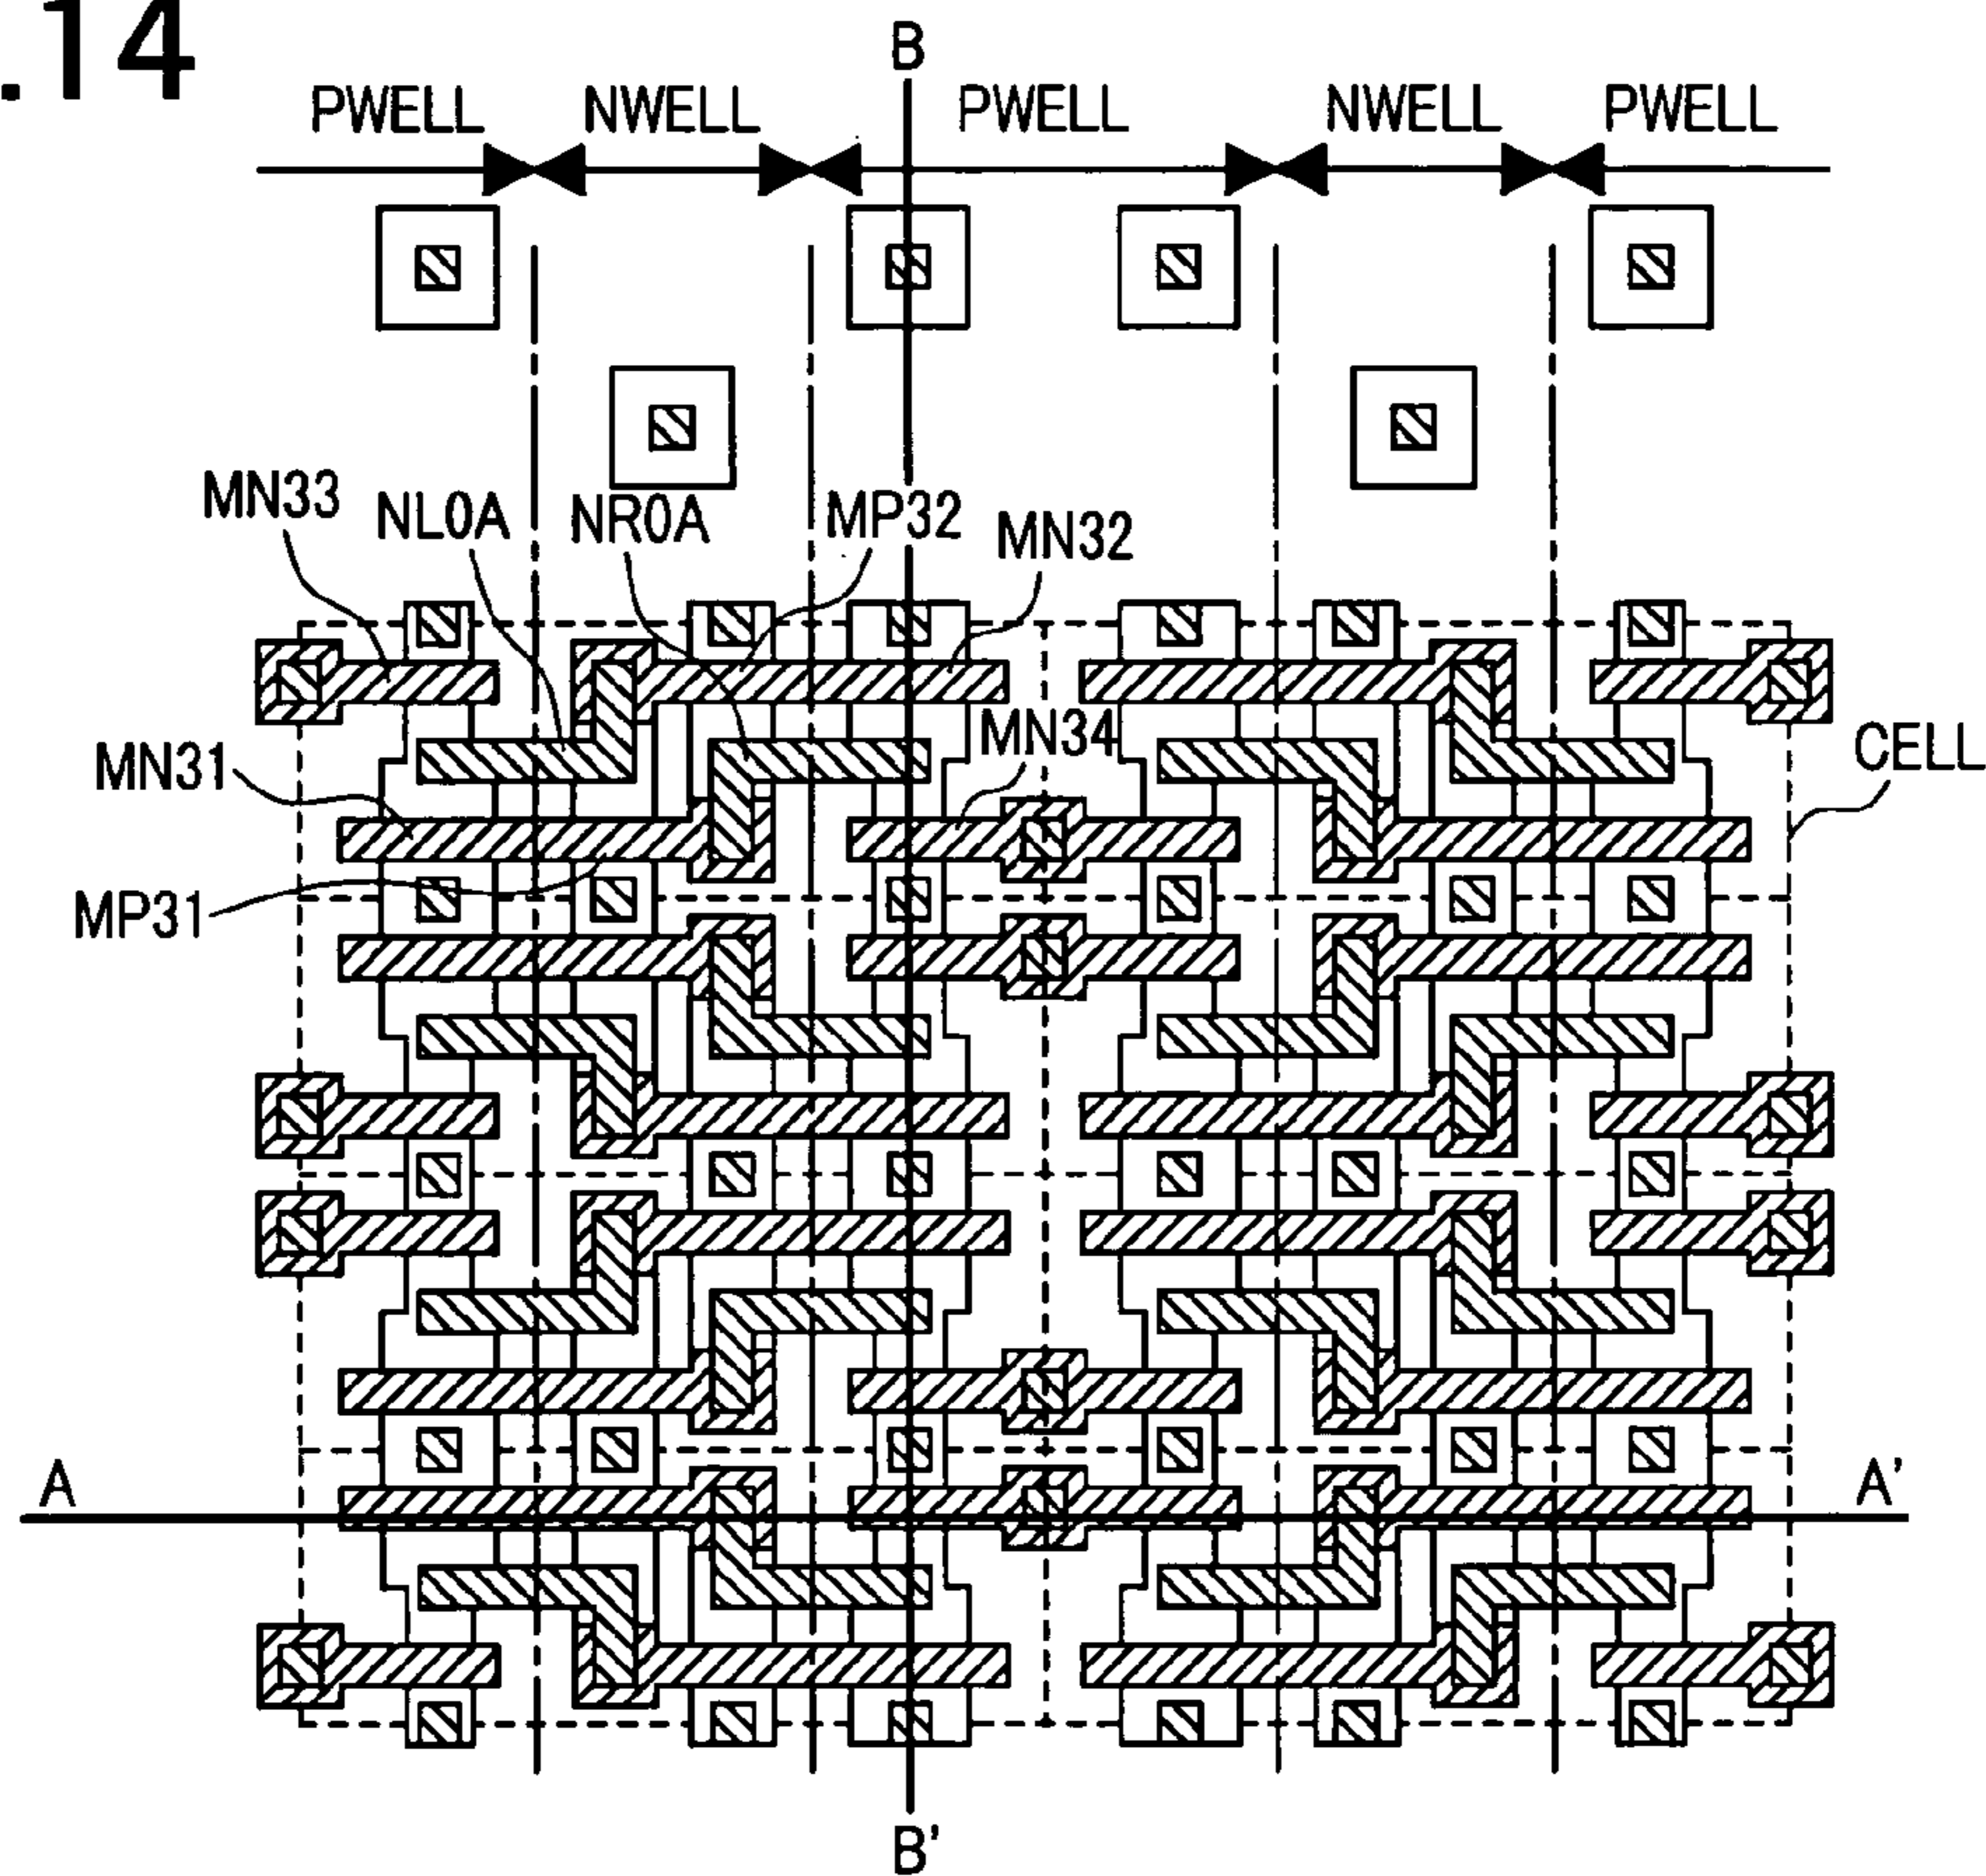 .14
B
PWELL NWELL PWELL NWELL PWELL
MN33 NL0A NR0A MP32 MN32
MN31 MN34 CELL
MP31
A A'
B'